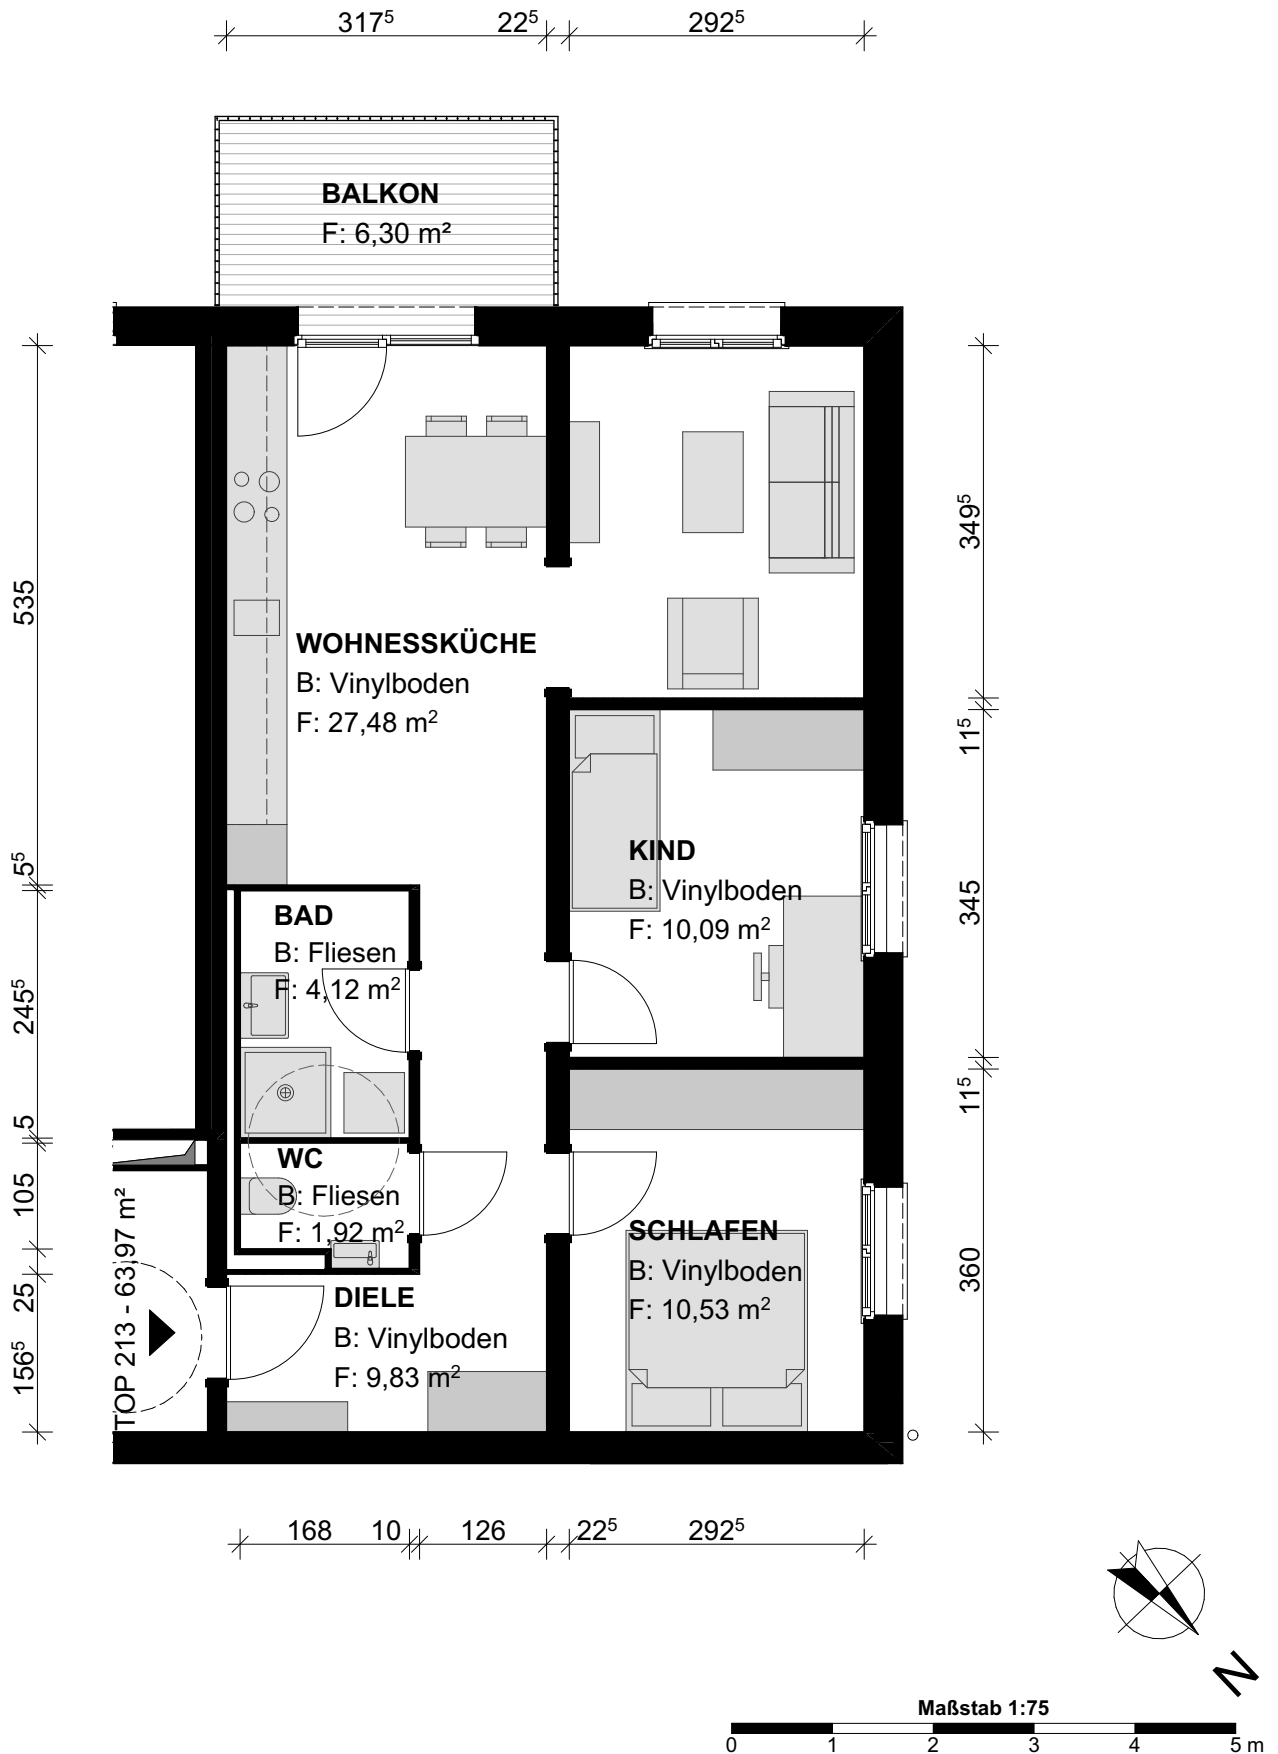 317⁵
22⁵
292⁵
BALKON
F: 6,30 m²
535
349⁵
WOHNESSKÜCHE
B: Vinylboden
F: 27,48 m²
11⁵
KIND
B: Vinylboden
F: 10,09 m²
5⁵
345
BAD
B: Fliesen
F: 4,12 m²
245⁵
11⁵
5
WC
B: Fliesen
F: 1,92 m²
105
TOP 213 - 63,97 m²
SCHLAFEN
B: Vinylboden
F: 10,53 m²
360
25
DIELE
B: Vinylboden
F: 9,83 m²
156⁵
168
10
126
22⁵
292⁵
N
Maßstab 1:75
0 1 2 3 4 5 m